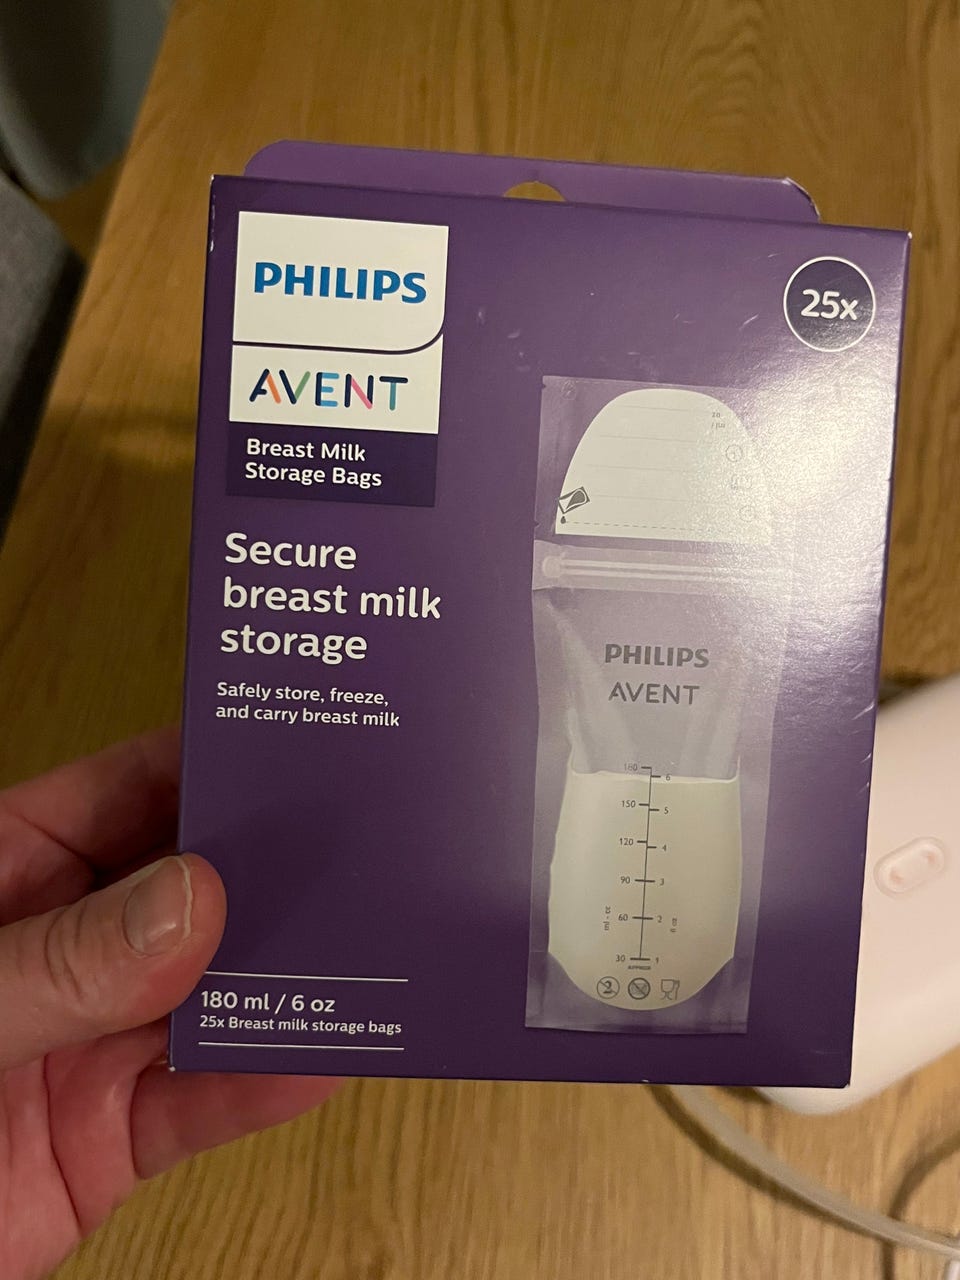 PHILIPS
AVENT
Breast Milk
Storage Bags
25x
Secure
breast milk
storage
Safely store, freeze,
and carry breast milk
PHILIPS
AVENT
180
6
150
5
120
4
90
3
60
2
30
1
APPROX
2
180 ml / 6 oz
25x Breast milk storage bags